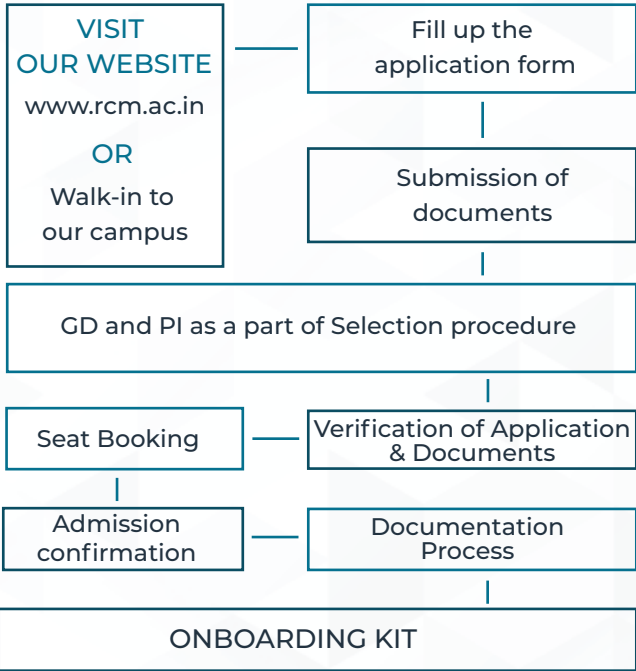 VISIT
OUR WEBSITE
www.rcm.ac.in
OR
Walk-in to
our campus
Fill up the
application form
Submission of
documents
GD and PI as a part of Selection procedure
Verification of Application
& Documents
Seat Booking
Admission
confirmation
Documentation
Process
ONBOARDING KIT